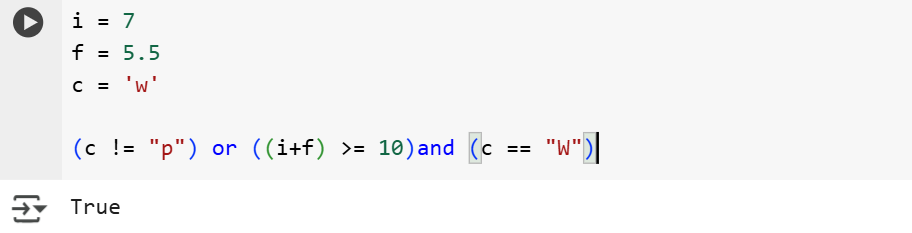 i = 7
f = 5.5
c = 'w'
(c != "p") or ((i+f) >= 10)and (c == "W")
True